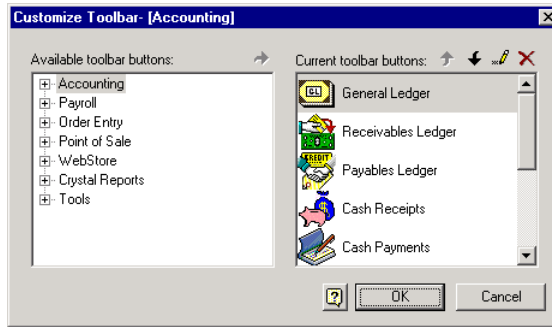 Customize Toolbar- [Accounting]
Available toolbar buttons:
Accounting
Payroll
Order Entry
Point of Sale
WebStore
Crystal Reports
Tools
Current toolbar buttons:
GL
General Ledger
Receivables Ledger
CREDIT
Payables Ledger
Cash Receipts
Cash Payments
?
OK
Cancel